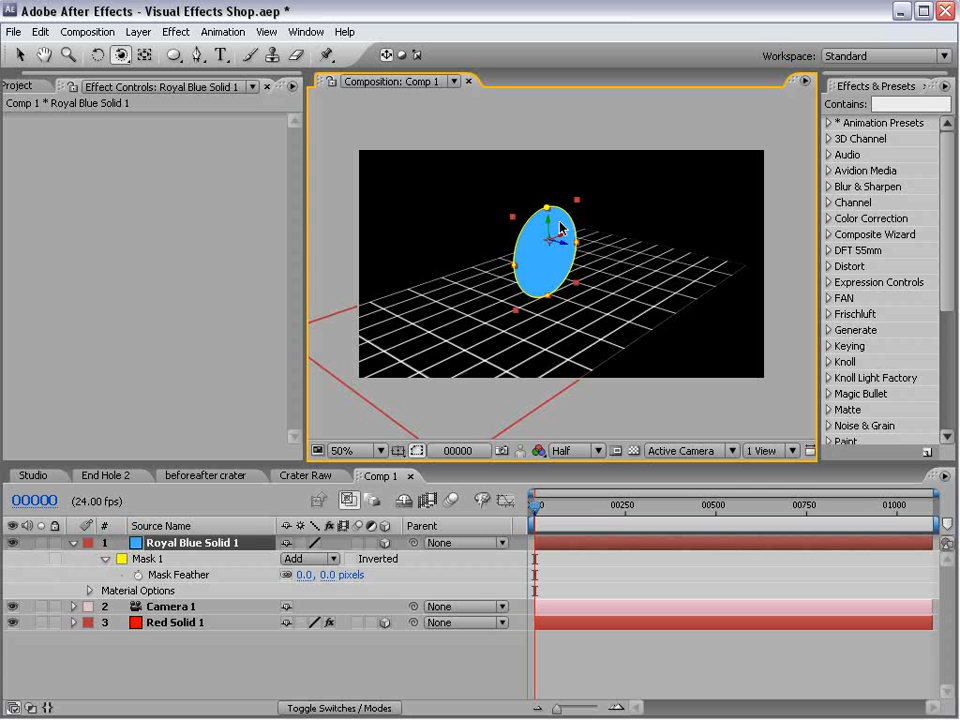 Adobe After Effects - Visual Effects Shop.aep *
File Edit Composition Layer Effect Animation View Window Help
Workspace: Standard
Project Effect Controls: Royal Blue Solid 1 Composition: Comp 1 Effects & Presets
Comp 1 * Royal Blue Solid 1
Contains:
* Animation Presets
3D Channel
Audio
Avidion Media
Blur & Sharpen
Channel
Color Correction
Composite Wizard
DFT 55mm
Distort
Expression Controls
FAN
Frischluft
Generate
Keying
Knoll
Knoll Light Factory
Magic Bullet
Matte
Noise & Grain
Paint
50% 00000 Half Active Camera 1 View
Studio End Hole 2 beforeafter crater Crater Raw Comp 1
00000 (24.00 fps)
00250 00500 00750 01000
# Source Name Parent
1 Royal Blue Solid 1 None
Mask 1 Add Inverted
Mask Feather 0.0, 0.0 pixels
Material Options
2 Camera 1 None
3 Red Solid 1 None
Toggle Switches / Modes